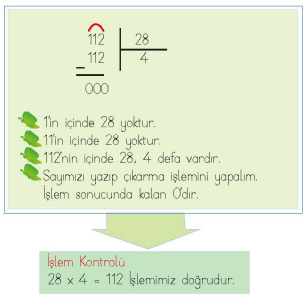 112 28
112 4
000
1'in içinde 28 yoktur.
11'in içinde 28 yoktur.
112'nin içinde 28, 4 defa vardır.
Sayımızı yazıp çıkarma işlemini yapalım.
İşlem sonucunda kalan 0'dır.
İşlem Kontrolü
28 x 4 = 112 İşlemimiz doğrudur.